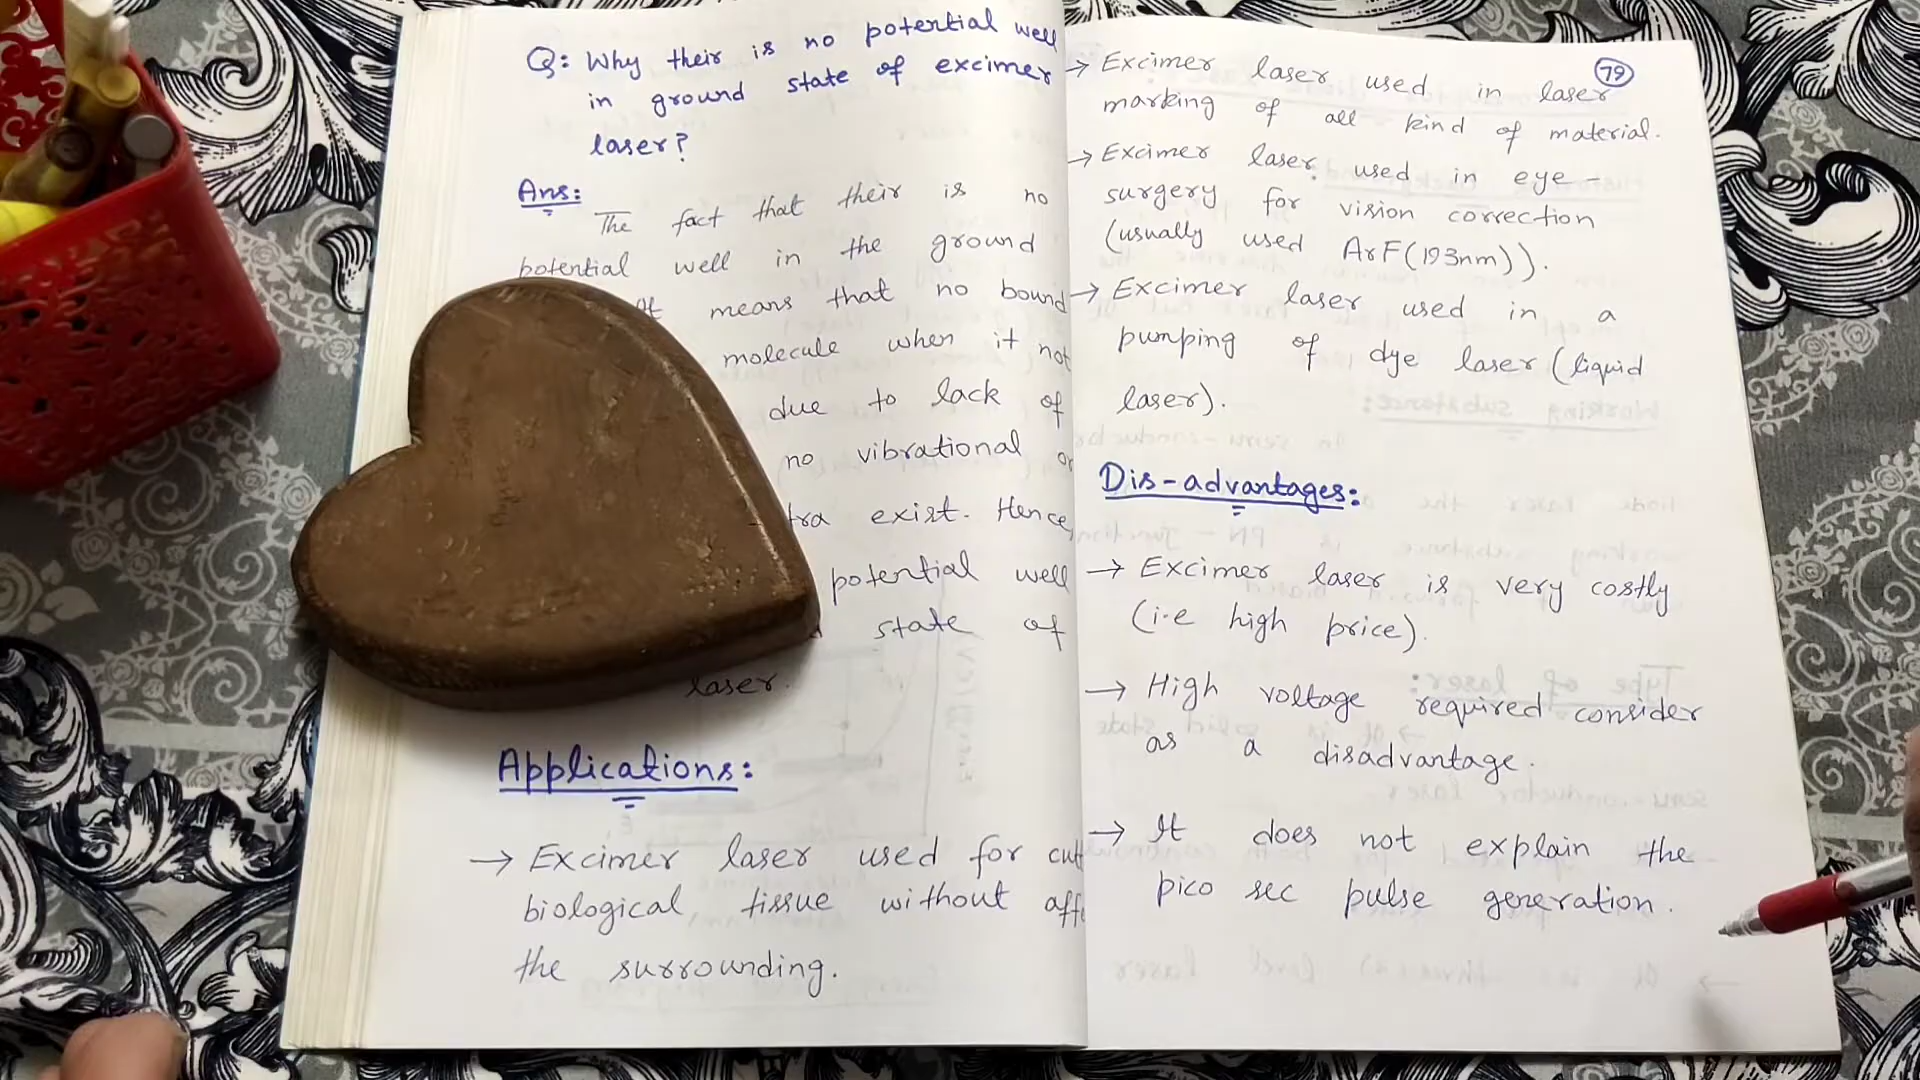 Q: Why their is no potential well
in ground state of excimer
laser?
Ans:
The fact that their is no
potential well in the ground
It means that no bound
molecule when it not
due to lack of
no vibrational
exist. Hence,
potential well
state of
laser.
Applications:
→ Excimer laser used for
biological tissue without
the surrounding.
79
→ Excimer laser used in laser
marking of all kind of material.
→ Excimer laser used in eye-
surgery for vision correction
(usually used ArF(193nm)).
→ Excimer laser used in a
pumping of dye laser (liquid
laser).
Dis-advantages:
→ Excimer laser is very costly
(i.e high price).
→ High voltage required consider
as a disadvantage.
→ It does not explain the
pico sec pulse generation.